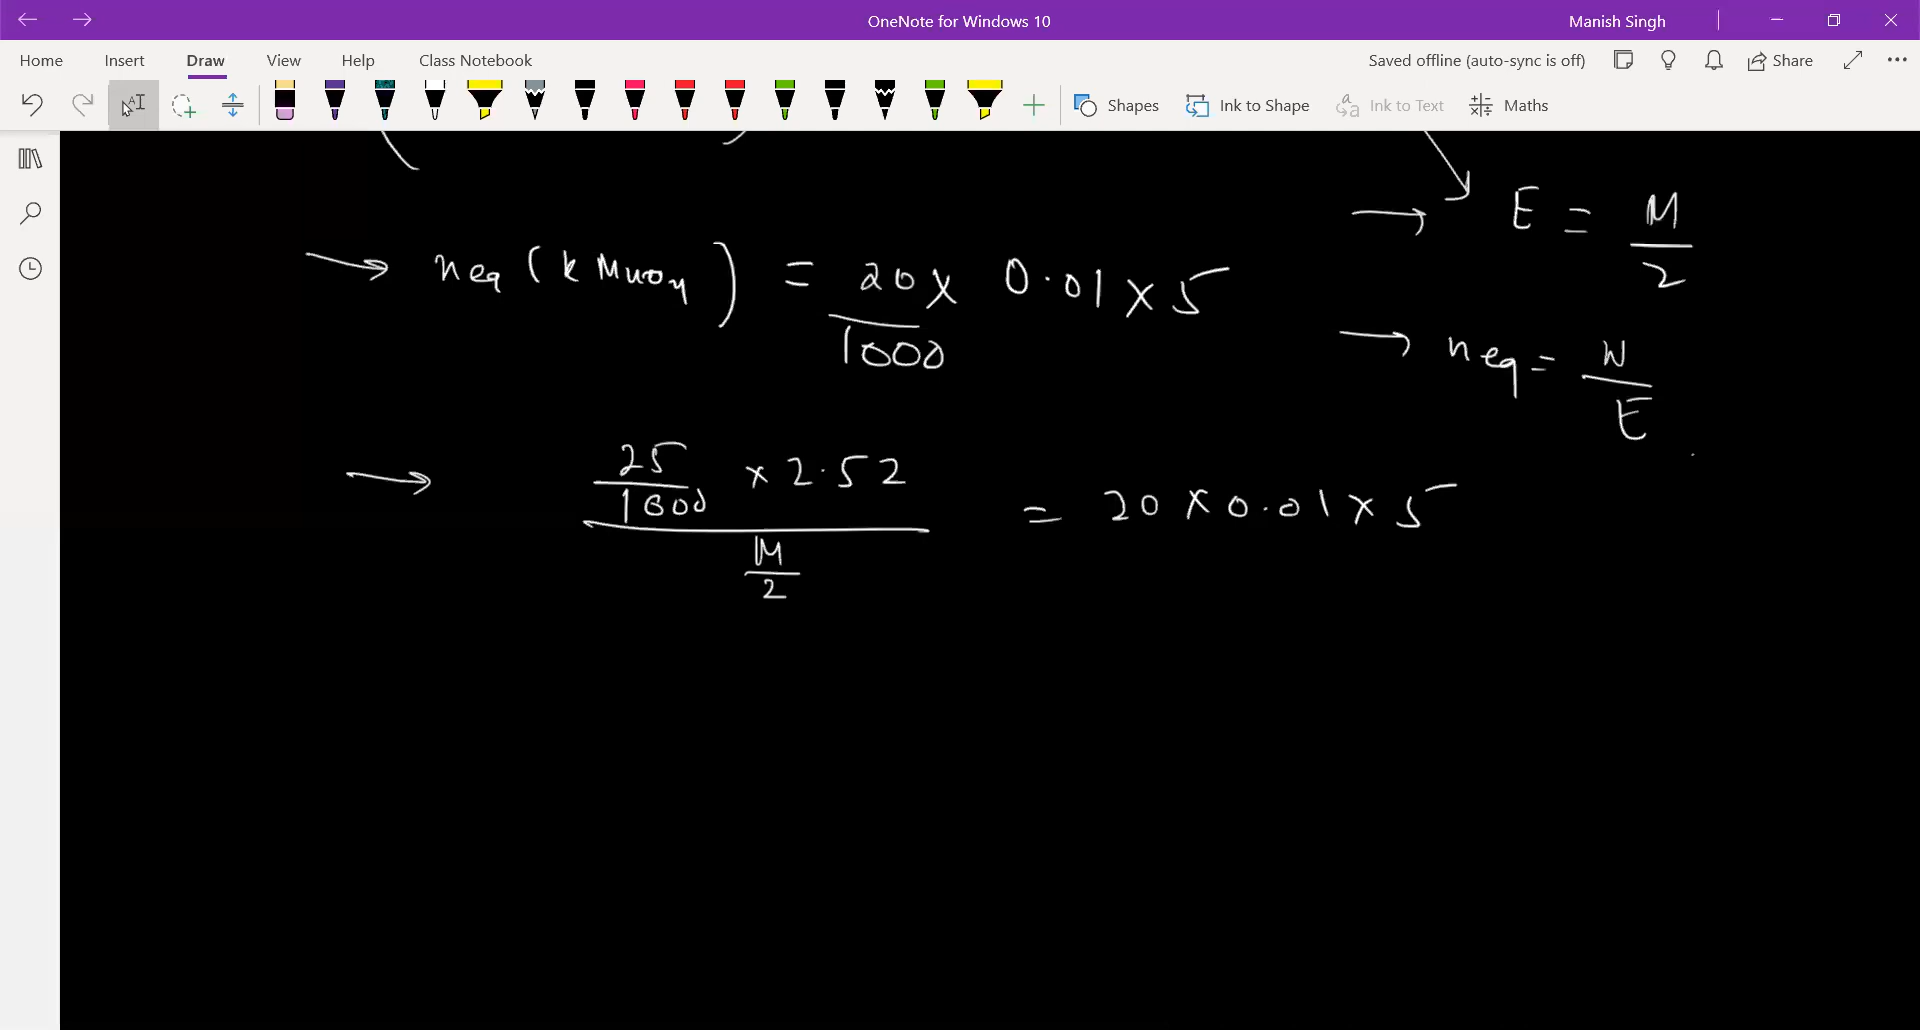 OneNote for Windows 10
Manish Singh
Home Insert Draw View Help Class Notebook
Saved offline (auto-sync is off) Share
Shapes Ink to Shape Ink to Text Maths
E = M/2
→ neq (KMnO4) = 20/1000 × 0.01 × 5
→ neq = W/E
→ (25/1000 × 2.52)/(M/2) = 20 × 0.01 × 5